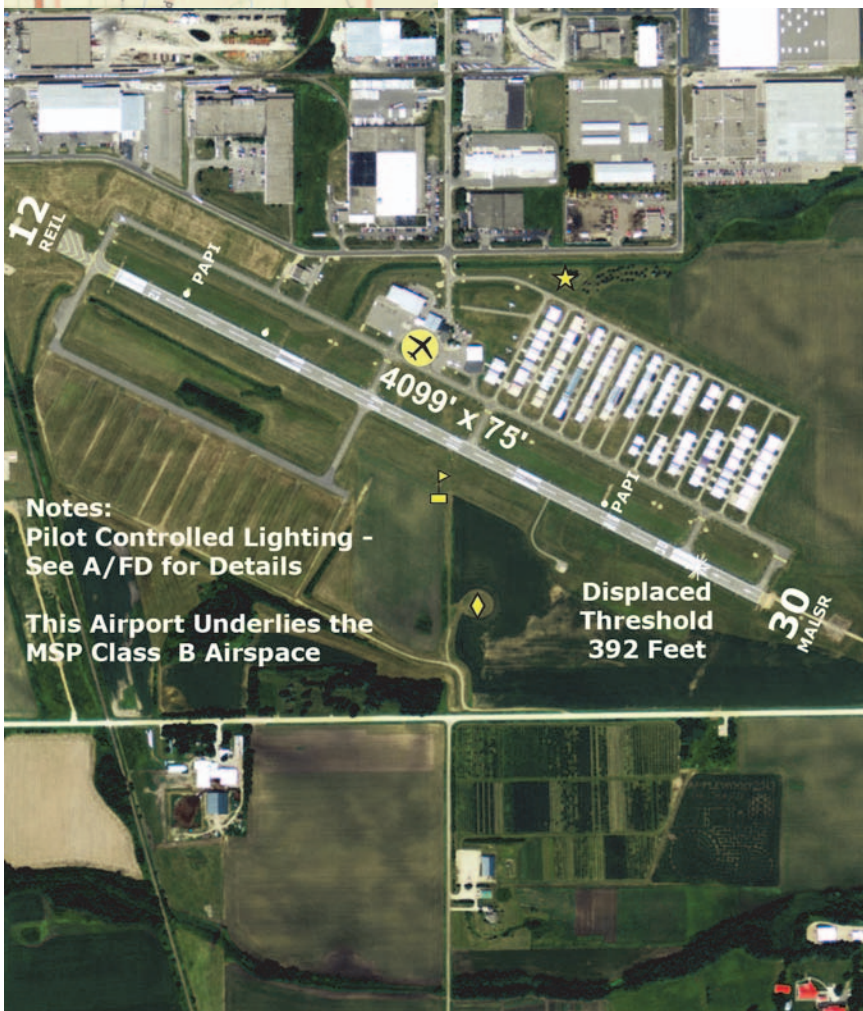 12
REIL
PAPI
4099' x 75'
PAPI
Notes:
Pilot Controlled Lighting -
See A/FD for Details
This Airport Underlies the
MSP Class B Airspace
Displaced
Threshold
392 Feet
30
MALSR